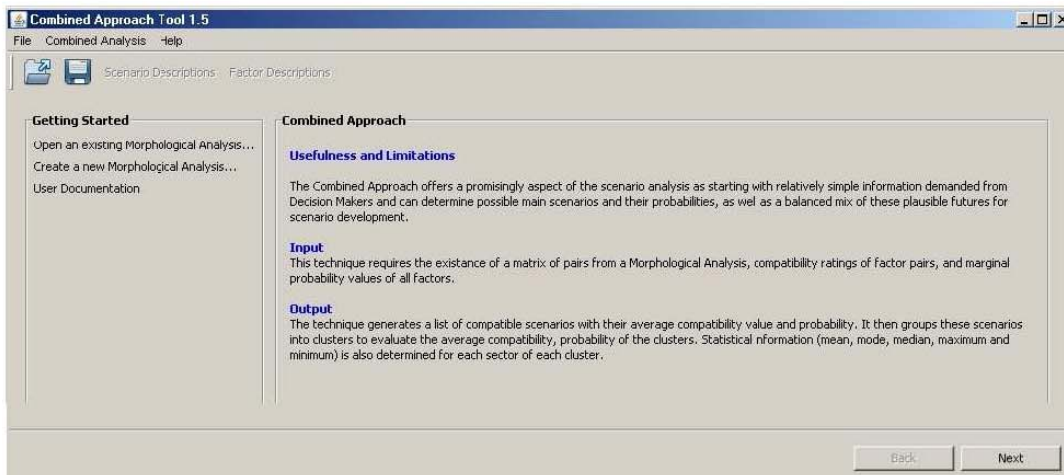 Combined Approach Tool 1.5
File Combined Analysis Help
Scenario Descriptions Factor Descriptions
Getting Started
Open an existing Morphological Analysis...
Create a new Morphological Analysis...
User Documentation
Combined Approach
Usefulness and Limitations
The Combined Approach offers a promisingly aspect of the scenario analysis as starting with relatively simple information demanded from
Decision Makers and can determine possible main scenarios and their probabilities, as well as a balanced mix of these plausible futures for
scenario development.
Input
This technique requires the existance of a matrix of pairs from a Morphological Analysis, compatibility ratings of factor pairs, and marginal
probability values of all factors.
Output
The technique generates a list of compatible scenarios with their average compatibility value and probability. It then groups these scenarios
into clusters to evaluate the average compatibility, probability of the clusters. Statistical nformation (mean, mode, median, maximum and
minimum) is also determined for each sector of each cluster.
Back Next